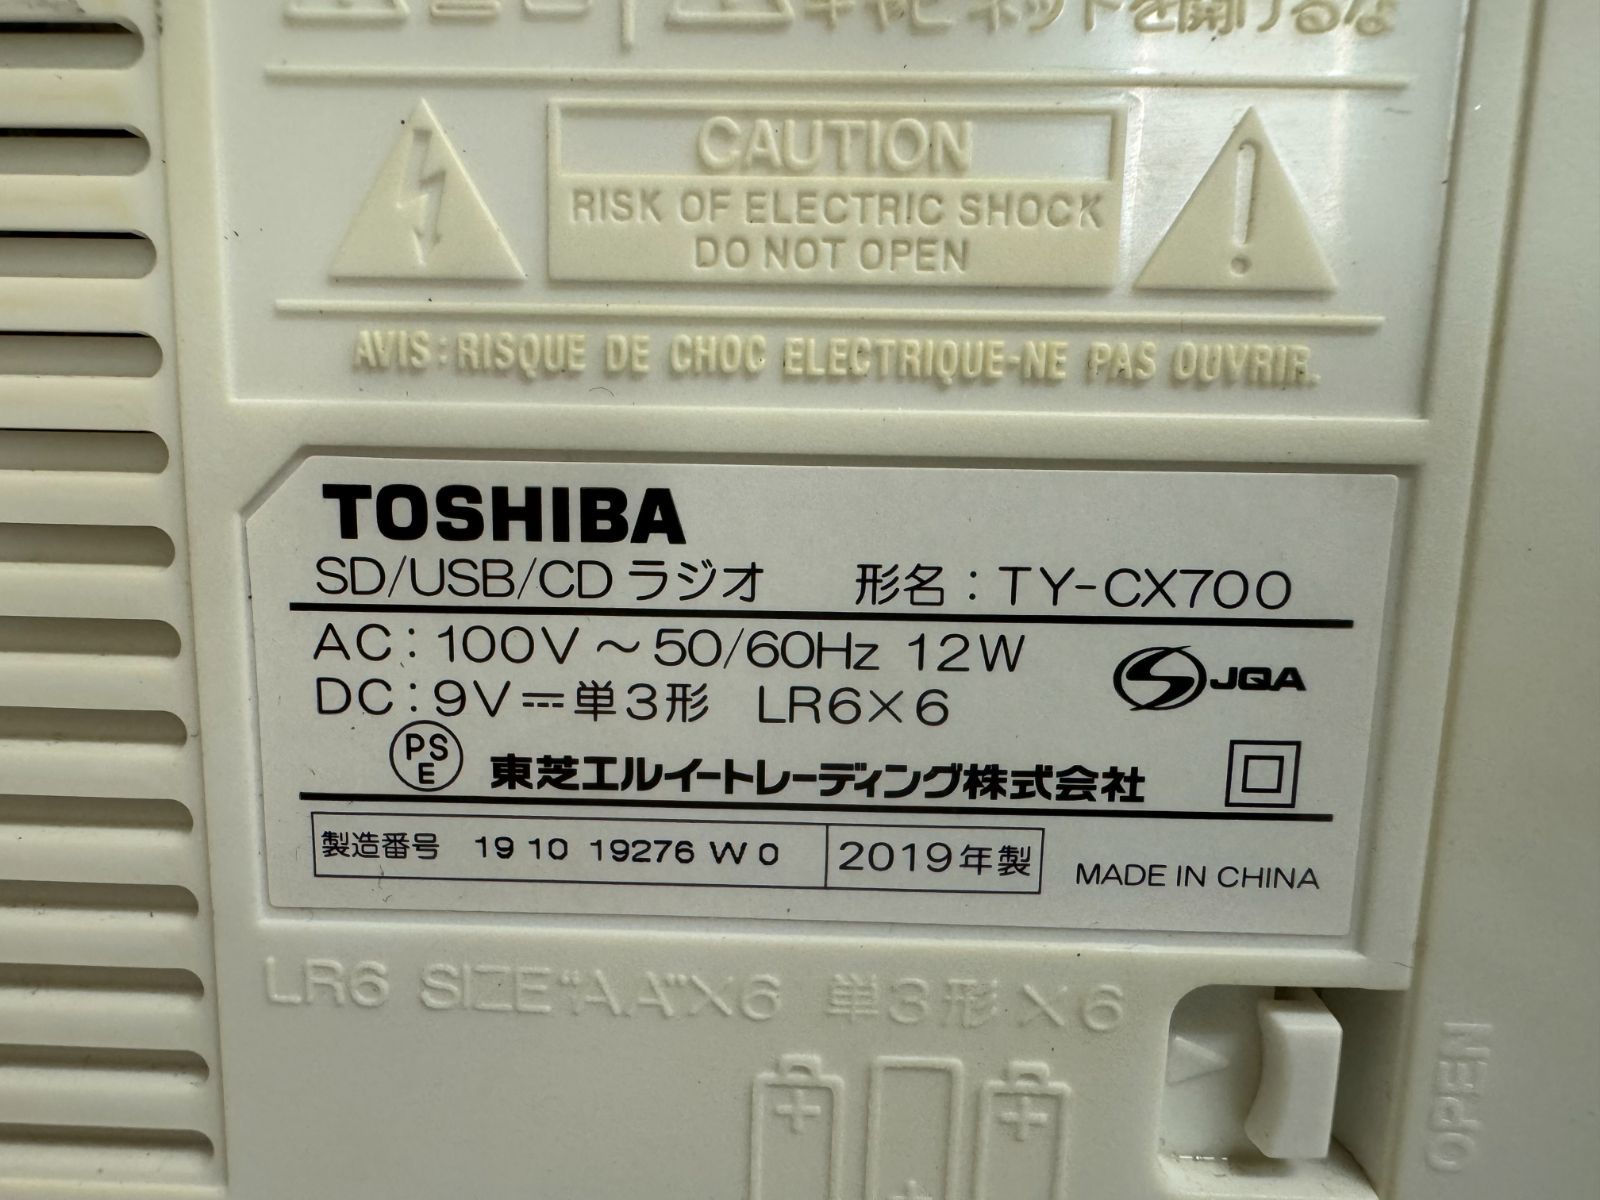 キャビネットを開けるな
CAUTION
RISK OF ELECTRIC SHOCK
DO NOT OPEN
AVIS: RISQUE DE CHOC ELECTRIQUE-NE PAS OUVRIR.
TOSHIBA
SD/USB/CD ラジオ 形名：TY-CX700
AC：100V～50/60Hz 12W
JQA
DC：9V⎓単3形 LR6×6
PS
E
東芝エルイートレーディング株式会社
製造番号 19 10 19276 W 0 2019年製
MADE IN CHINA
LR6 SIZE"AA"×6 単3形×6
OPEN